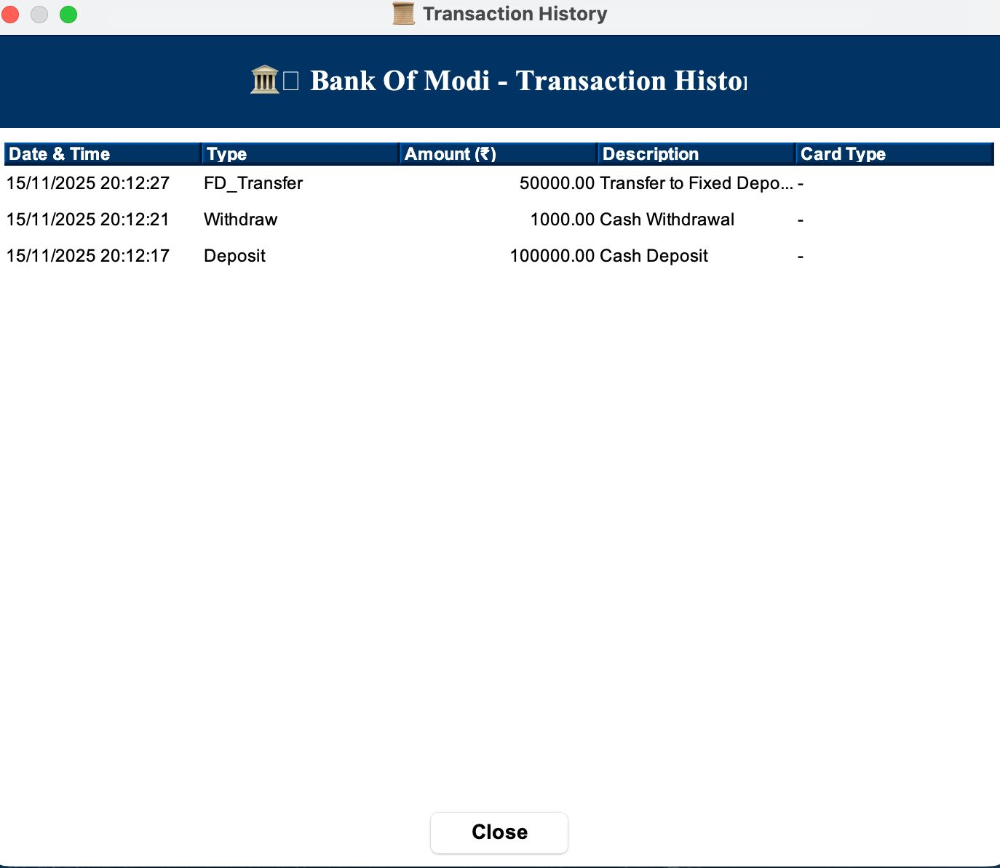 Transaction History
Bank Of Modi - Transaction Histor
Date & Time Type Amount (₹) Description Card Type
15/11/2025 20:12:27 FD_Transfer 50000.00 Transfer to Fixed Depo... -
15/11/2025 20:12:21 Withdraw 1000.00 Cash Withdrawal -
15/11/2025 20:12:17 Deposit 100000.00 Cash Deposit -
Close